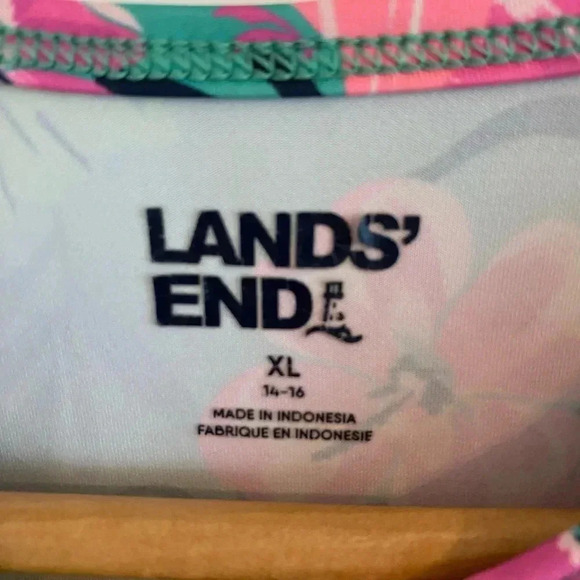 LANDS'
END
XL
14-16
MADE IN INDONESIA
FABRIQUE EN INDONESIE